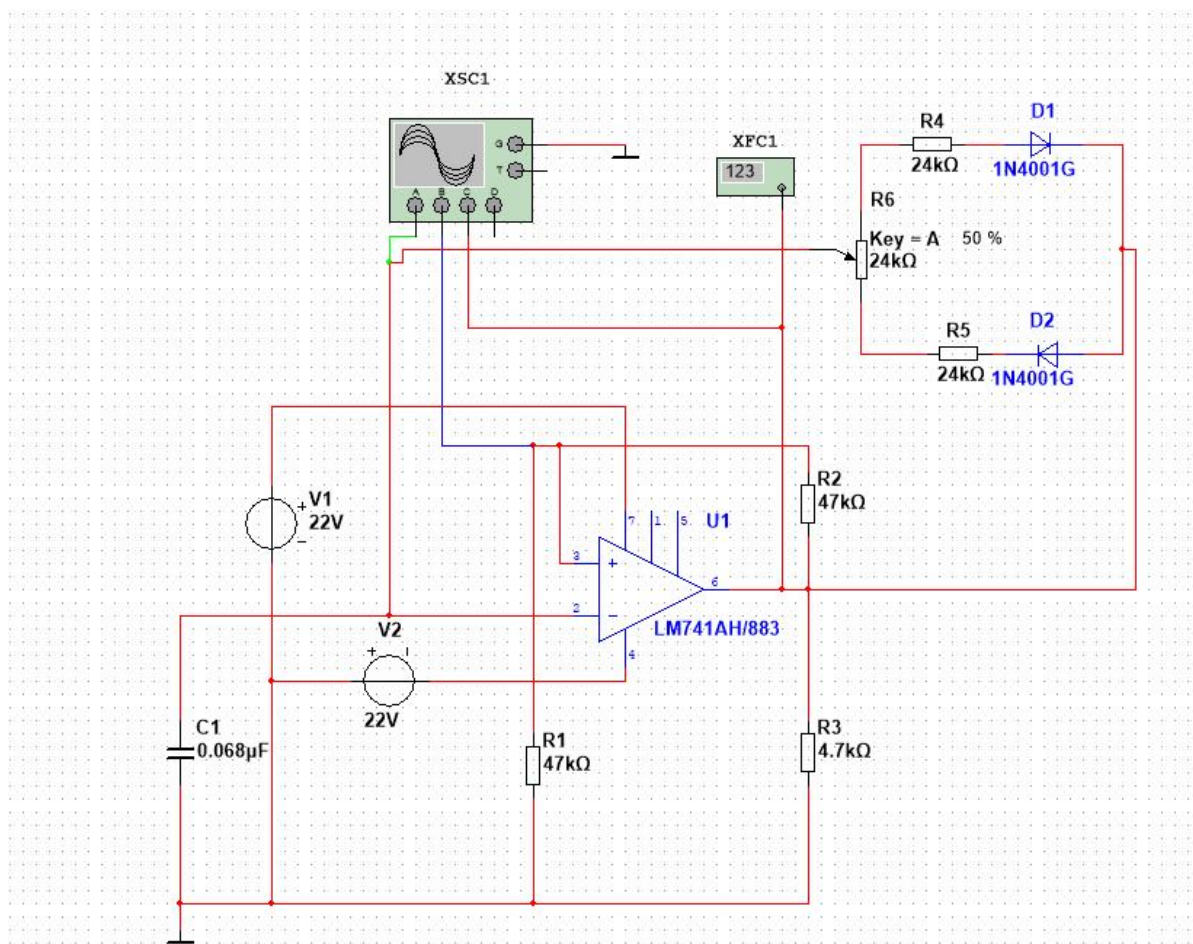 XSC1
G
T
A B C D
XFC1
123
R4
24kΩ
D1
1N4001G
R6
Key = A 50 %
24kΩ
R5
24kΩ
D2
1N4001G
V1
+
22V
−
R2
47kΩ
7 1 5 U1
3
+
6
2
−
LM741AH/883
4
V2
+
22V
C1
0.068µF
R1
47kΩ
R3
4.7kΩ